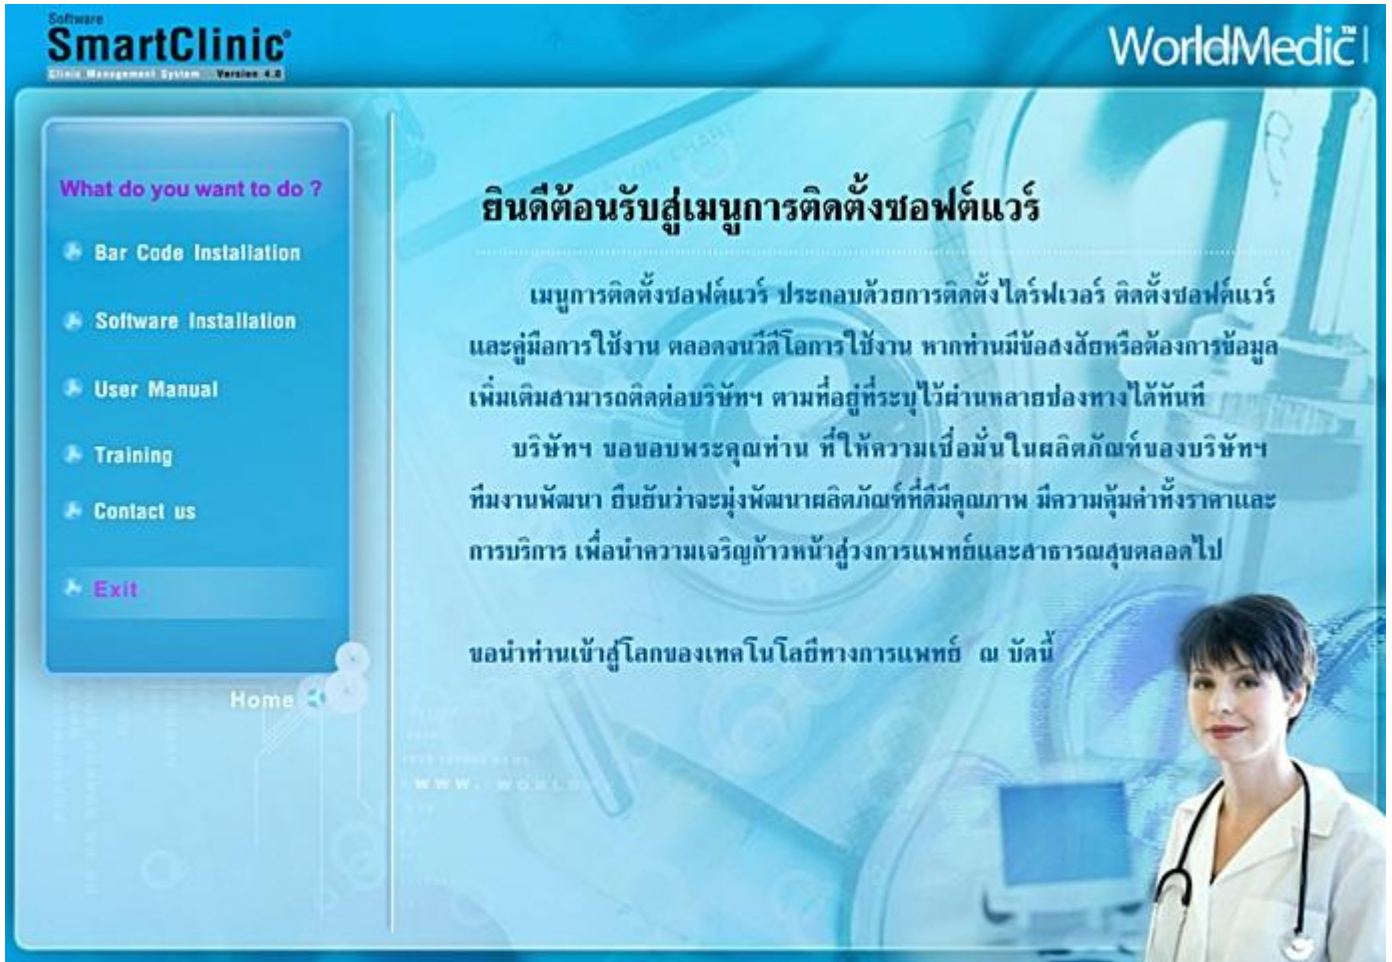 Software
SmartClinic®
Clinic Management System Version 4.0
WorldMedic™
What do you want to do ?
Bar Code Installation
Software Installation
User Manual
Training
Contact us
Exit
Home
ยินดีต้อนรับสู่เมนูการติดตั้งซอฟต์แวร์
เมนูการติดตั้งซอฟต์แวร์ ประกอบด้วยการติดตั้งไดร์ฟเวอร์ ติดตั้งซอฟต์แวร์
และคู่มือการใช้งาน ตลอดจนวีดีโอการใช้งาน หากท่านมีข้อสงสัยหรือต้องการข้อมูล
เพิ่มเติมสามารถติดต่อบริษัทฯ ตามที่อยู่ที่ระบุไว้ผ่านหลายช่องทางได้ทันที
บริษัทฯ ขอขอบพระคุณท่าน ที่ให้ความเชื่อมั่นในผลิตภัณฑ์ของบริษัทฯ
ทีมงานพัฒนา ยืนยันว่าจะมุ่งพัฒนาผลิตภัณฑ์ที่ดีมีคุณภาพ มีความคุ้มค่าทั้งราคาและ
การบริการ เพื่อนำความเจริญก้าวหน้าสู่วงการแพทย์และสาธารณสุขตลอดไป
ขอนำท่านเข้าสู่โลกของเทคโนโลยีทางการแพทย์ ณ บัดนี้
WWW. WORLD